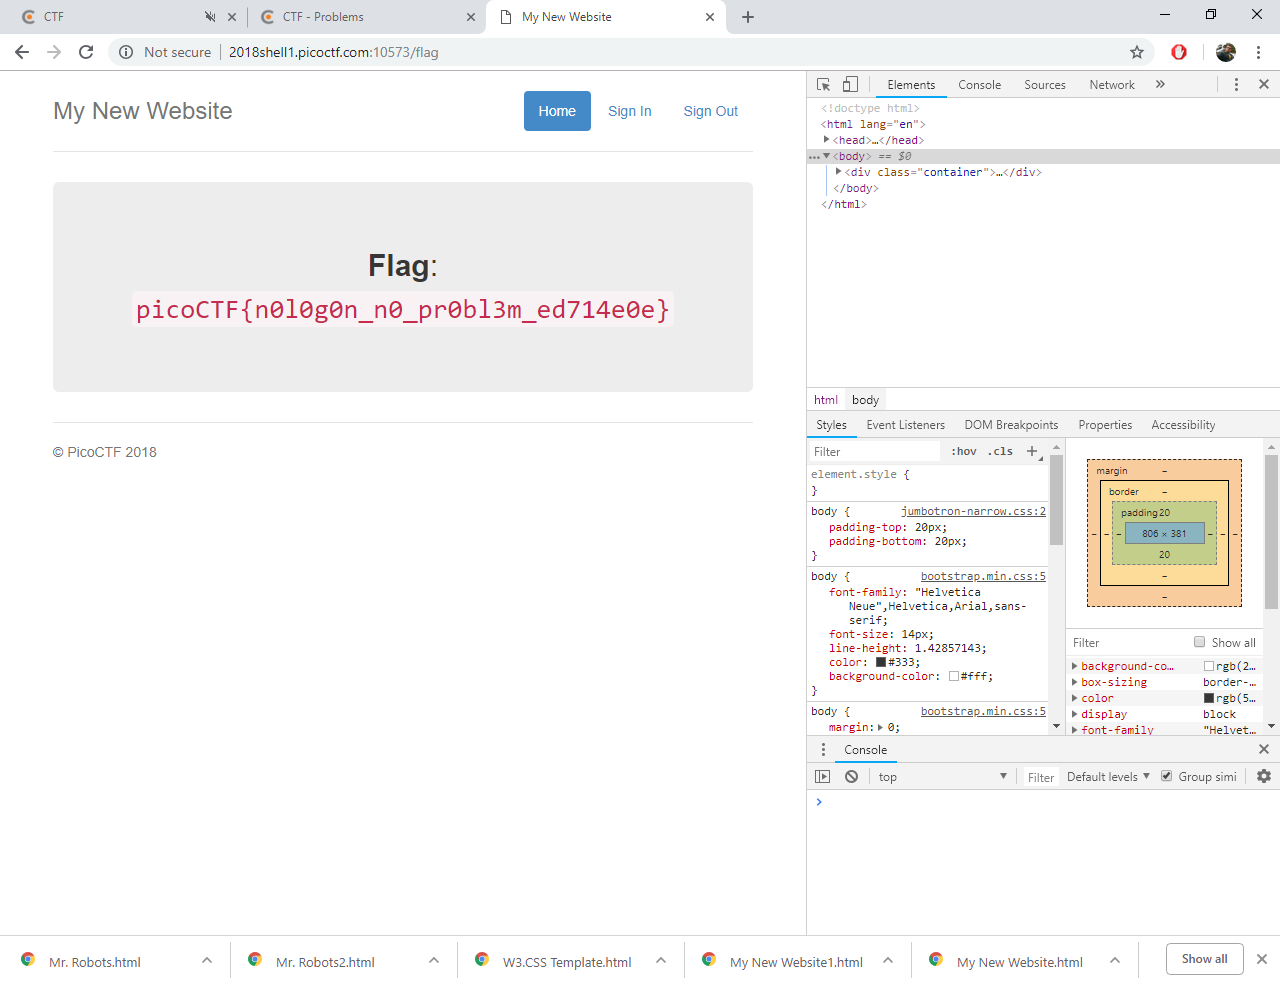 CTF
CTF - Problems
My New Website
Not secure
2018shell1.picoctf.com:10573/flag
My New Website
Home
Sign In
Sign Out
Flag:
picoCTF{n0l0g0n_n0_pr0bl3m_ed714e0e}
© PicoCTF 2018
Elements
Console
Sources
Network
»
<!doctype html>
<html lang="en">
<head>…</head>
<body> == $0
<div class="container">…</div>
</body>
</html>
html
body
Styles
Event Listeners
DOM Breakpoints
Properties
Accessibility
Filter
:hov
.cls
element.style {
}
body {
jumbotron-narrow.css:2
padding-top: 20px;
padding-bottom: 20px;
}
body {
bootstrap.min.css:5
font-family: "Helvetica
Neue",Helvetica,Arial,sans-
serif;
font-size: 14px;
line-height: 1.42857143;
color: #333;
background-color: #fff;
}
body {
bootstrap.min.css:5
margin: 0;
margin
–
border
–
padding20
– – – 806 × 381 – – –
20
–
–
Filter
Show all
background-co…
rgb(2…
box-sizing
border-…
color
rgb(5…
display
block
font-family
"Helvet…
Console
top
Filter
Default levels
Group simi
Mr. Robots.html
Mr. Robots2.html
W3.CSS Template.html
My New Website1.html
My New Website.html
Show all